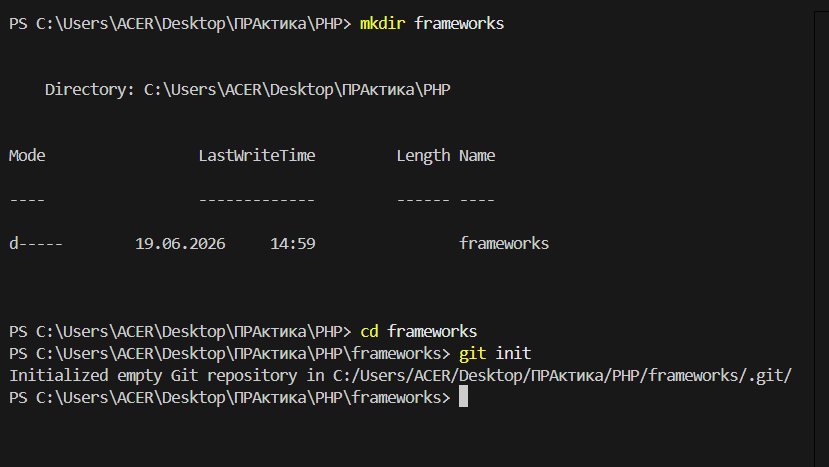 PS C:\Users\ACER\Desktop\ПРАктика\PHP> mkdir frameworks
Directory: C:\Users\ACER\Desktop\ПРАктика\PHP
Mode LastWriteTime Length Name
---- ------------- ------ ----
d----- 19.06.2026 14:59 frameworks
PS C:\Users\ACER\Desktop\ПРАктика\PHP> cd frameworks
PS C:\Users\ACER\Desktop\ПРАктика\PHP\frameworks> git init
Initialized empty Git repository in C:/Users/ACER/Desktop/ПРАктика/PHP/frameworks/.git/
PS C:\Users\ACER\Desktop\ПРАктика\PHP\frameworks>